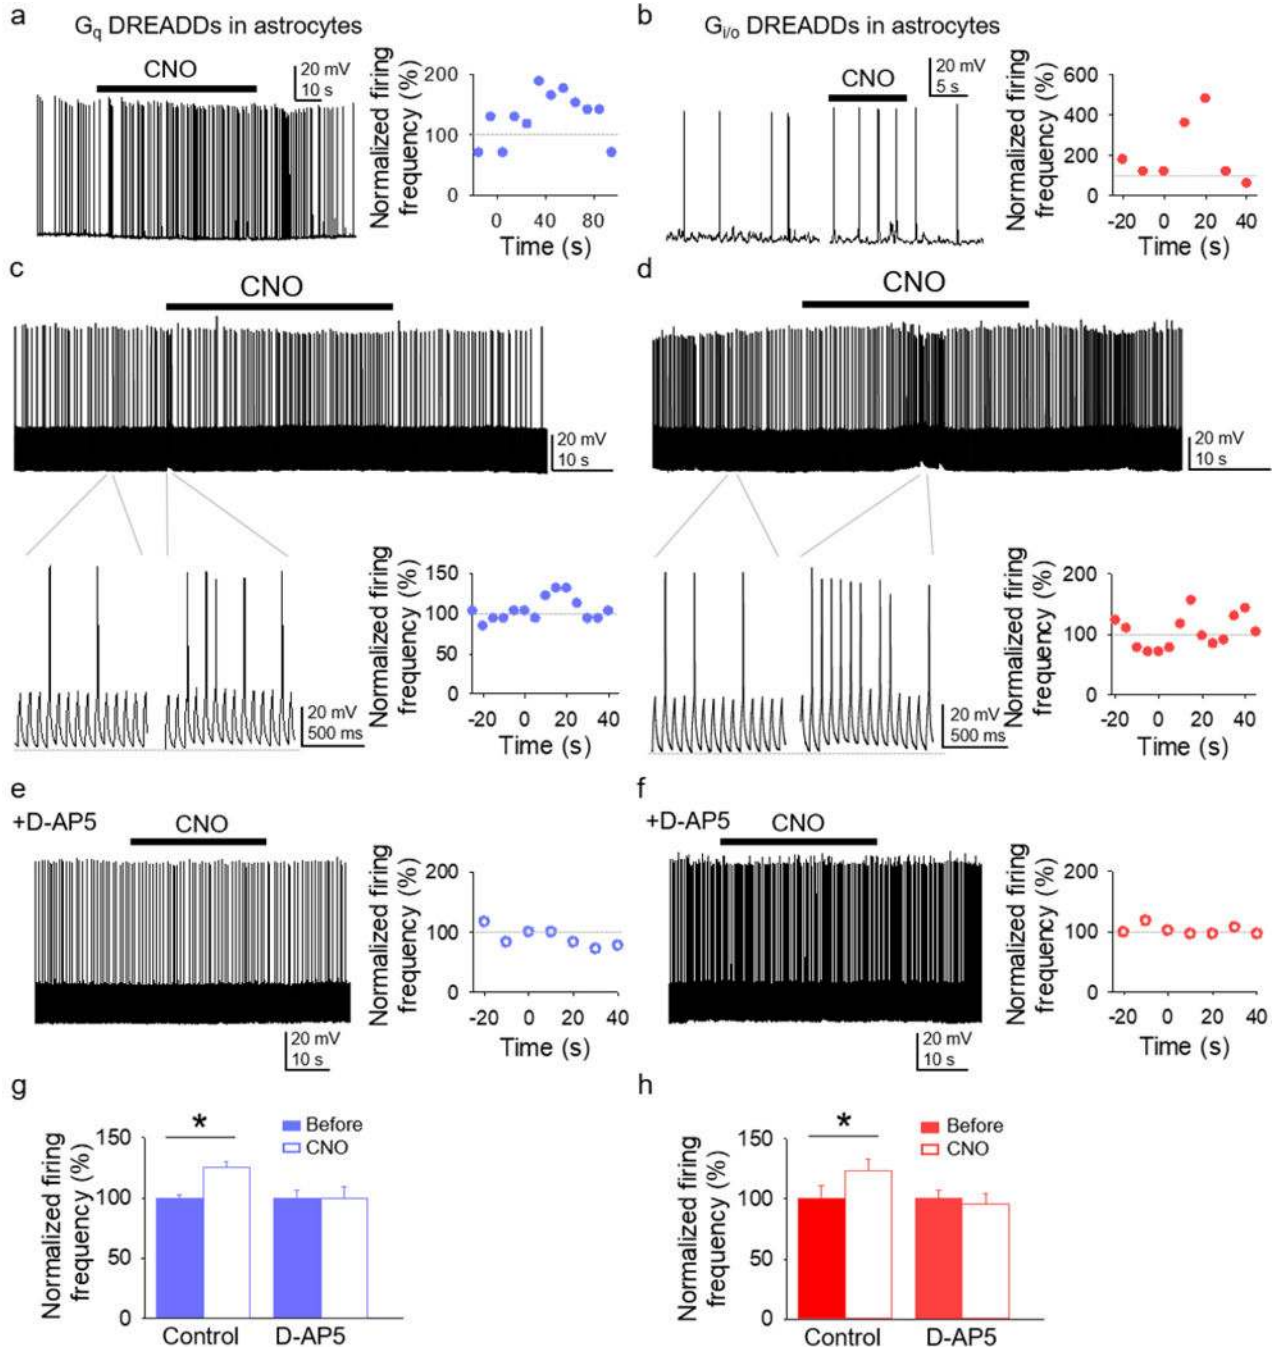 a
Gq DREADDs in astrocytes
CNO
20 mV
10 s
Normalized firing
frequency (%)
200
100
0
0 40 80
Time (s)
b
Gi/o DREADDs in astrocytes
CNO
20 mV
5 s
Normalized firing
frequency (%)
600
400
200
0
-20 0 20 40
Time (s)
c
CNO
20 mV
10 s
20 mV
500 ms
Normalized firing
frequency (%)
150
100
50
0
-20 0 20 40
Time (s)
d
CNO
20 mV
10 s
20 mV
500 ms
Normalized firing
frequency (%)
200
100
0
-20 0 20 40
Time (s)
e
+D-AP5
CNO
20 mV
10 s
Normalized firing
frequency (%)
200
100
0
-20 0 20 40
Time (s)
f
+D-AP5
CNO
20 mV
10 s
Normalized firing
frequency (%)
200
100
0
-20 0 20 40
Time (s)
g
Normalized firing
frequency (%)
150
100
50
0
*
Before
CNO
Control D-AP5
h
Normalized firing
frequency (%)
150
100
50
0
*
Before
CNO
Control D-AP5